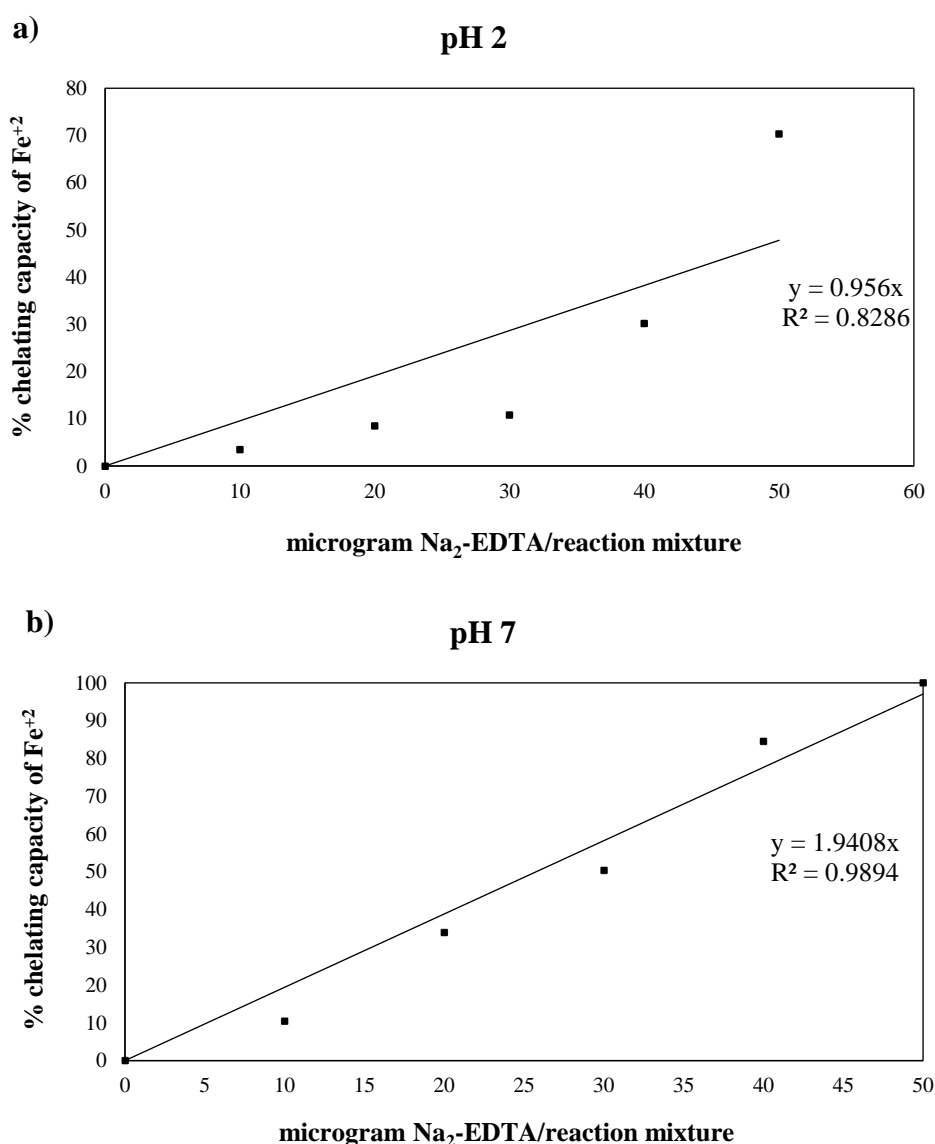 a)
pH 2
% chelating capacity of Fe⁺²
80
70
60
50
40
30
20
10
0
0 10 20 30 40 50 60
y = 0.956x
R² = 0.8286
microgram Na₂-EDTA/reaction mixture
b)
pH 7
% chelating capacity of Fe⁺²
100
90
80
70
60
50
40
30
20
10
0
0 5 10 15 20 25 30 35 40 45 50
y = 1.9408x
R² = 0.9894
microgram Na₂-EDTA/reaction mixture